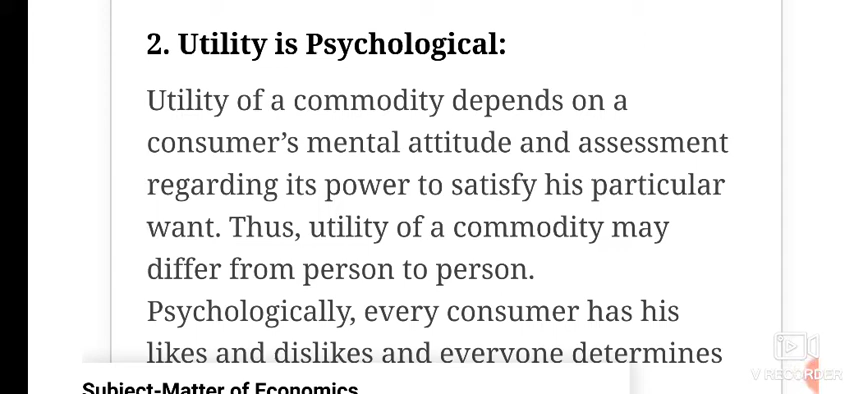 2. Utility is Psychological:
Utility of a commodity depends on a
consumer's mental attitude and assessment
regarding its power to satisfy his particular
want. Thus, utility of a commodity may
differ from person to person.
Psychologically, every consumer has his
likes and dislikes and everyone determines
Subject-Matter of Economics
V RECORDER